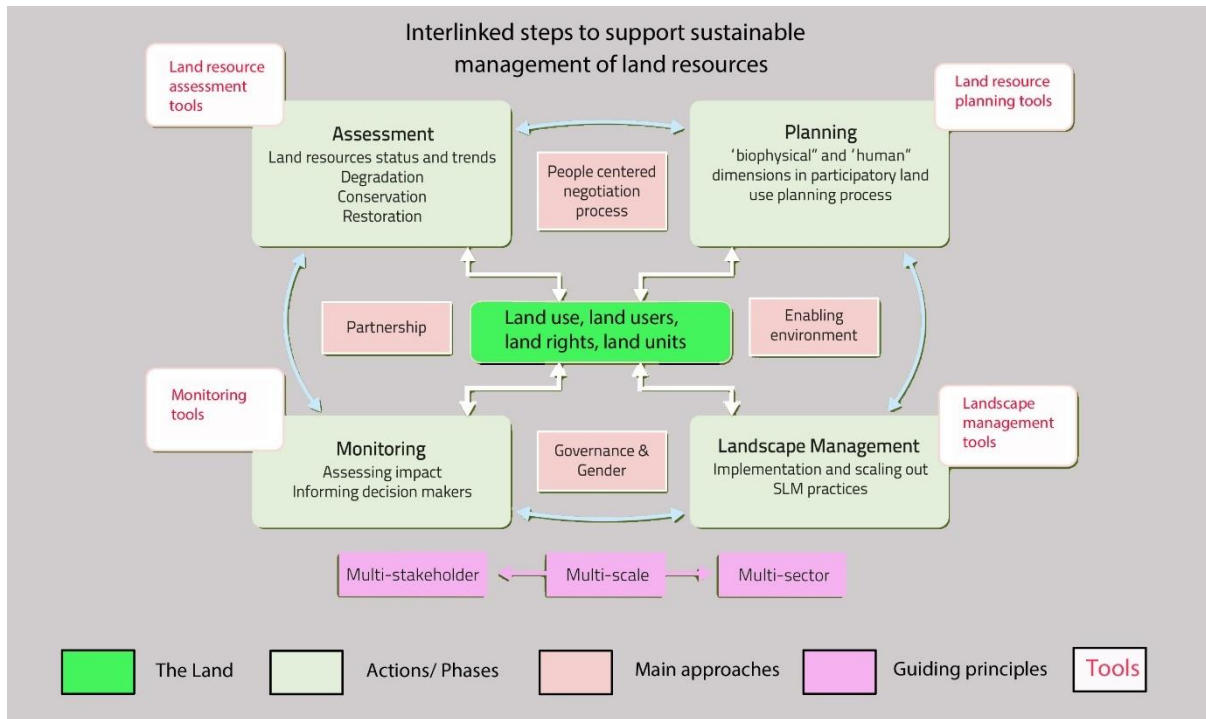 Interlinked steps to support sustainable
management of land resources
Land resource
assessment
tools
Land resource
planning tools
Assessment
Land resources status and trends
Degradation
Conservation
Restoration
People centered
negotiation
process
Planning
‘biophysical” and ‘human”
dimensions in participatory land
use planning process
Partnership
Land use, land users,
land rights, land units
Enabling
environment
Monitoring
tools
Landscape
management
tools
Monitoring
Assessing impact
Informing decision makers
Governance &
Gender
Landscape Management
Implementation and scaling out
SLM practices
Multi-stakeholder
Multi-scale
Multi-sector
The Land
Actions/ Phases
Main approaches
Guiding principles
Tools